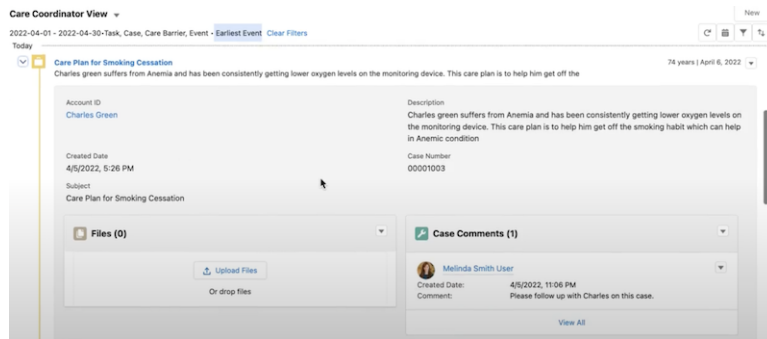 Care Coordinator View
New
2022-04-01 - 2022-04-30•Task, Case, Care Barrier, Event • Earliest Event Clear Filters
Today
Care Plan for Smoking Cessation
74 years | April 6, 2022
Charles green suffers from Anemia and has been consistently getting lower oxygen levels on the monitoring device. This care plan is to help him get off the
Account ID
Charles Green
Description
Charles green suffers from Anemia and has been consistently getting lower oxygen levels on
the monitoring device. This care plan is to help him get off the smoking habit which can help
in Anemic condition
Created Date
4/5/2022, 5:26 PM
Case Number
00001003
Subject
Care Plan for Smoking Cessation
Files (0)
Upload Files
Or drop files
Case Comments (1)
Melinda Smith User
Created Date: 4/5/2022, 11:06 PM
Comment: Please follow up with Charles on this case.
View All